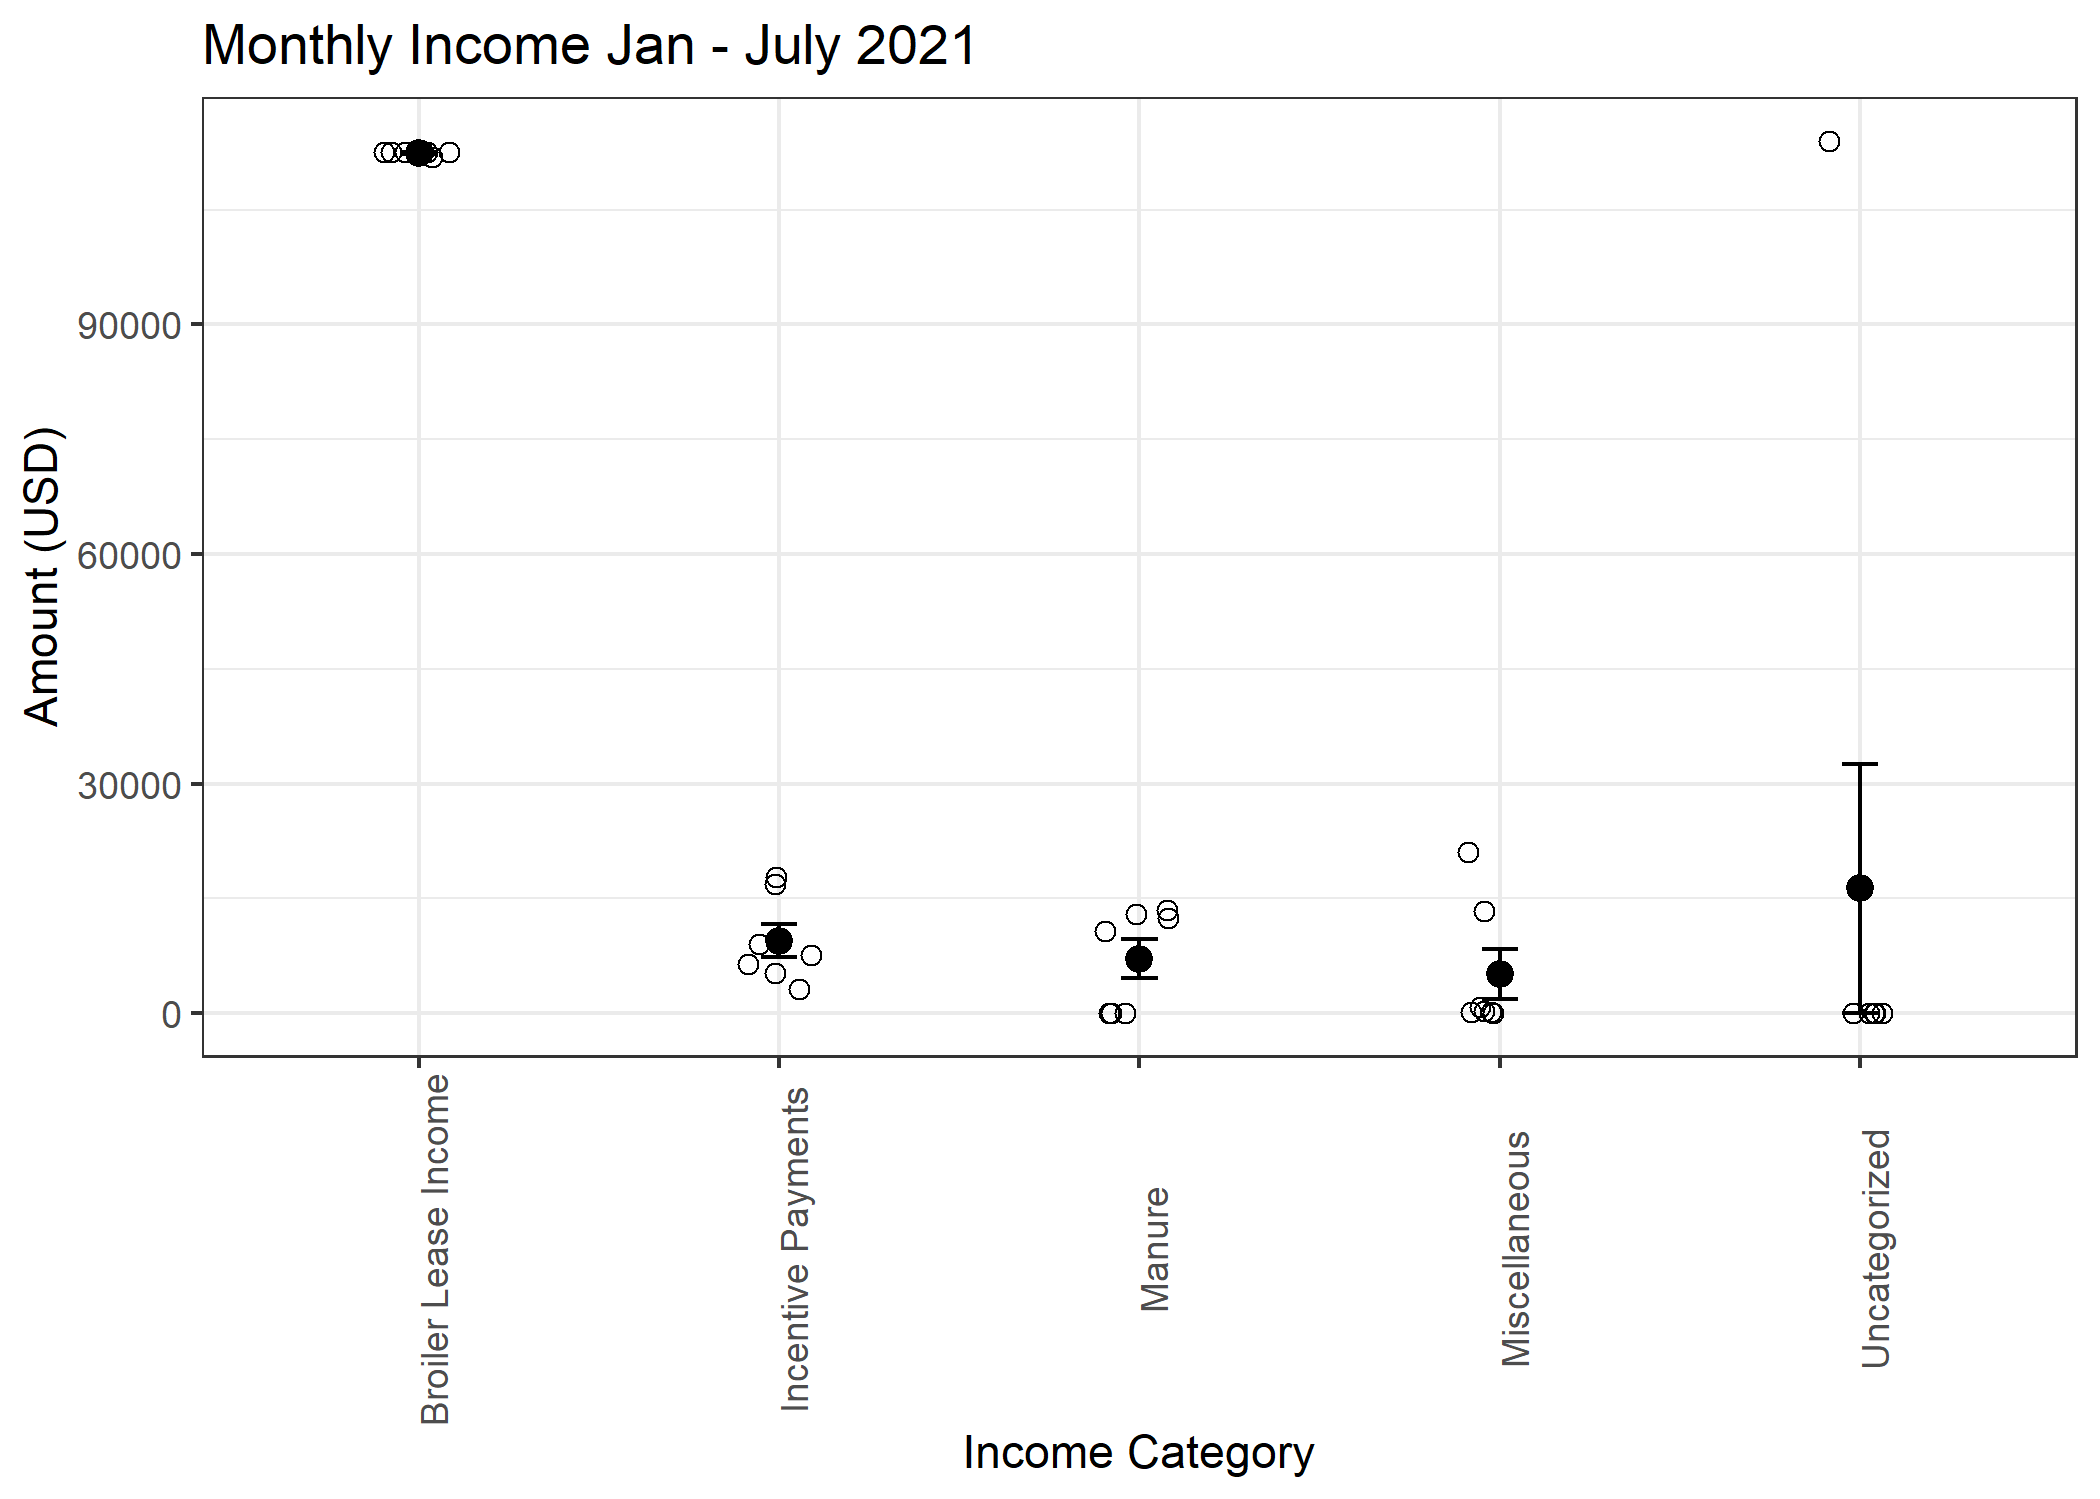 Monthly Income Jan - July 2021
Amount (USD)
90000
60000
30000
0
Broiler Lease Income
Incentive Payments
Manure
Miscellaneous
Uncategorized
Income Category